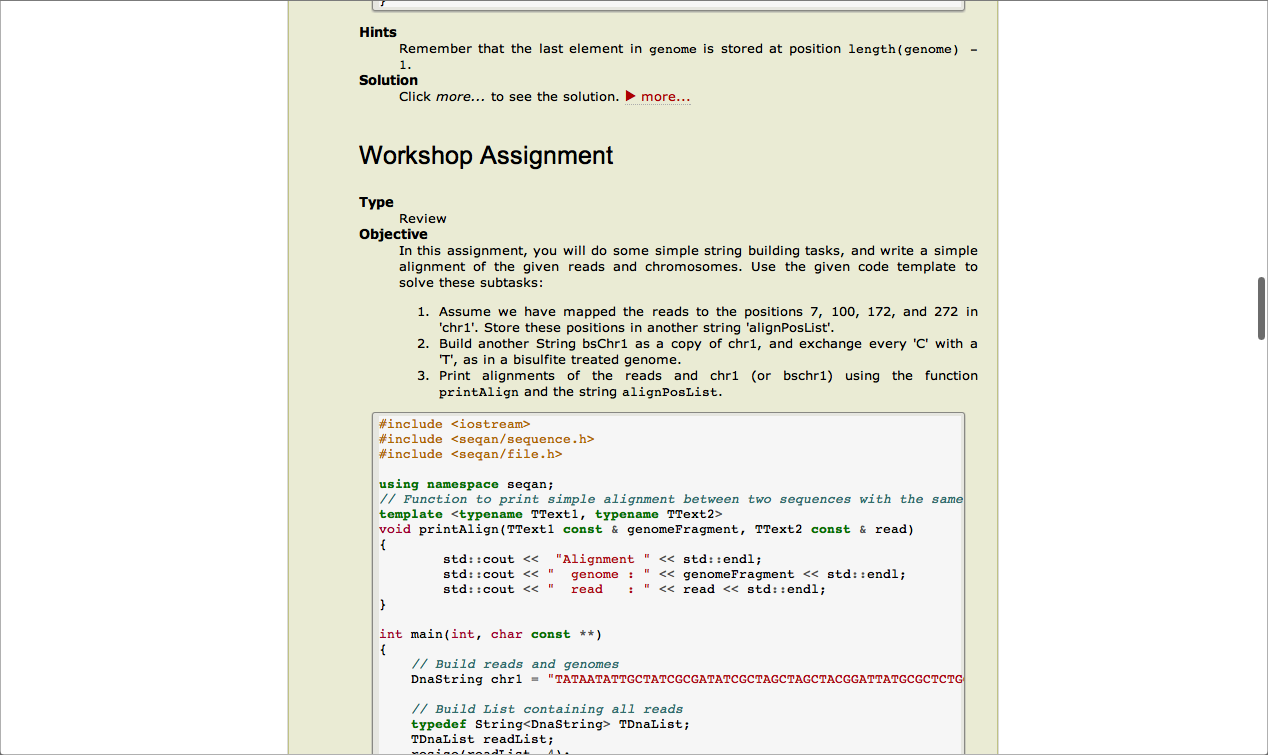 }
Hints
Remember that the last element in genome is stored at position length(genome) -
1.
Solution
Click more... to see the solution. ▶ more...
Workshop Assignment
Type
Review
Objective
In this assignment, you will do some simple string building tasks, and write a simple
alignment of the given reads and chromosomes. Use the given code template to
solve these subtasks:
1. Assume we have mapped the reads to the positions 7, 100, 172, and 272 in
'chr1'. Store these positions in another string 'alignPosList'.
2. Build another String bsChr1 as a copy of chr1, and exchange every 'C' with a
'T', as in a bisulfite treated genome.
3. Print alignments of the reads and chr1 (or bschr1) using the function
printAlign and the string alignPosList.
#include <iostream>
#include <seqan/sequence.h>
#include <seqan/file.h>
using namespace seqan;
// Function to print simple alignment between two sequences with the same
template <typename TText1, typename TText2>
void printAlign(TText1 const & genomeFragment, TText2 const & read)
{
std::cout <<  "Alignment " << std::endl;
std::cout << "  genome : " << genomeFragment << std::endl;
std::cout << "  read   : " << read << std::endl;
}
int main(int, char const **)
{
// Build reads and genomes
DnaString chr1 = "TATAATATTGCTATCGCGATATCGCTAGCTAGCTACGGATTATGCGCTCTG
// Build List containing all reads
typedef String<DnaString> TDnaList;
TDnaList readList;
resize(readList, 4);